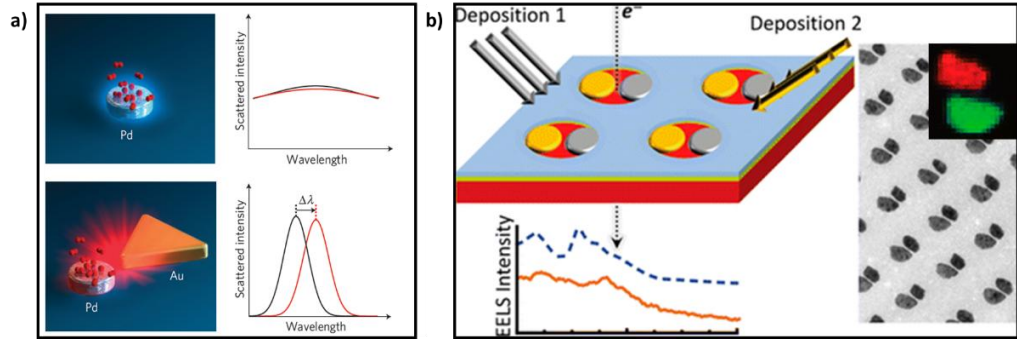 a)
Pd
Scattered intensity
Wavelength
Au
Pd
Δλ
Scattered intensity
Wavelength
b)
Deposition 1
e⁻
Deposition 2
EELS Intensity